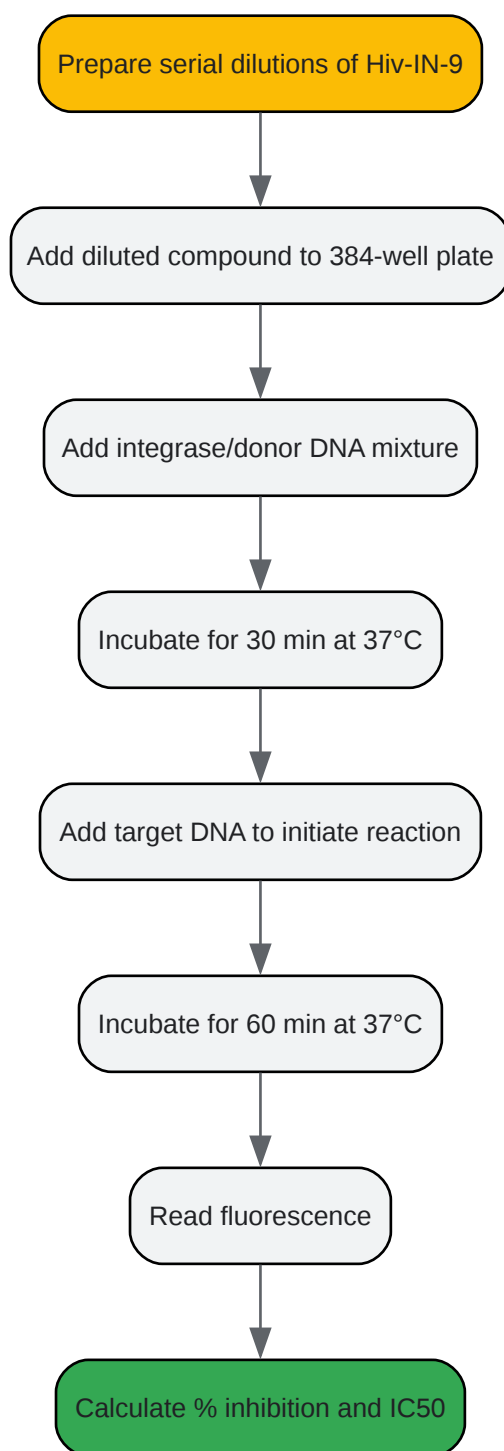 Prepare serial dilutions of Hiv-IN-9
Add diluted compound to 384-well plate
Add integrase/donor DNA mixture
Incubate for 30 min at 37°C
Add target DNA to initiate reaction
Incubate for 60 min at 37°C
Read fluorescence
Calculate % inhibition and IC50